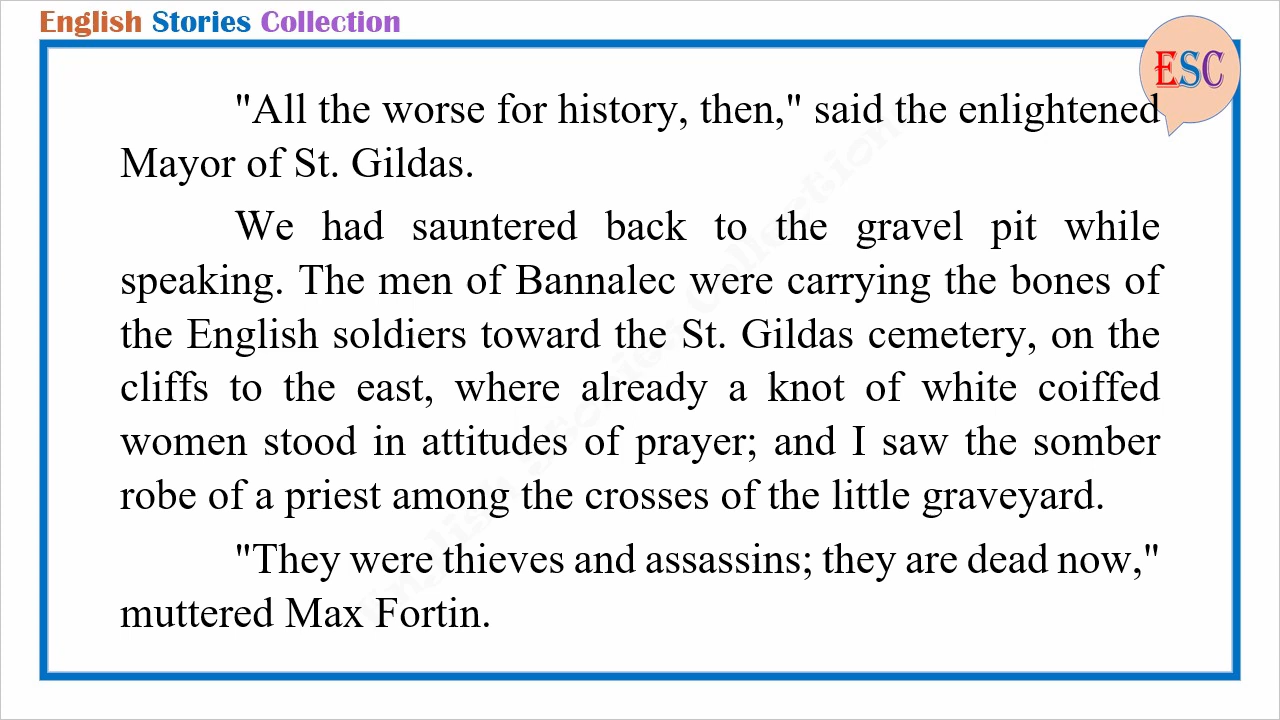 English Stories Collection
ESC
"All the worse for history, then," said the enlightened
Mayor of St. Gildas.
We had sauntered back to the gravel pit while
speaking. The men of Bannalec were carrying the bones of
the English soldiers toward the St. Gildas cemetery, on the
cliffs to the east, where already a knot of white coiffed
women stood in attitudes of prayer; and I saw the somber
robe of a priest among the crosses of the little graveyard.
"They were thieves and assassins; they are dead now,"
muttered Max Fortin.
English Stories Collection